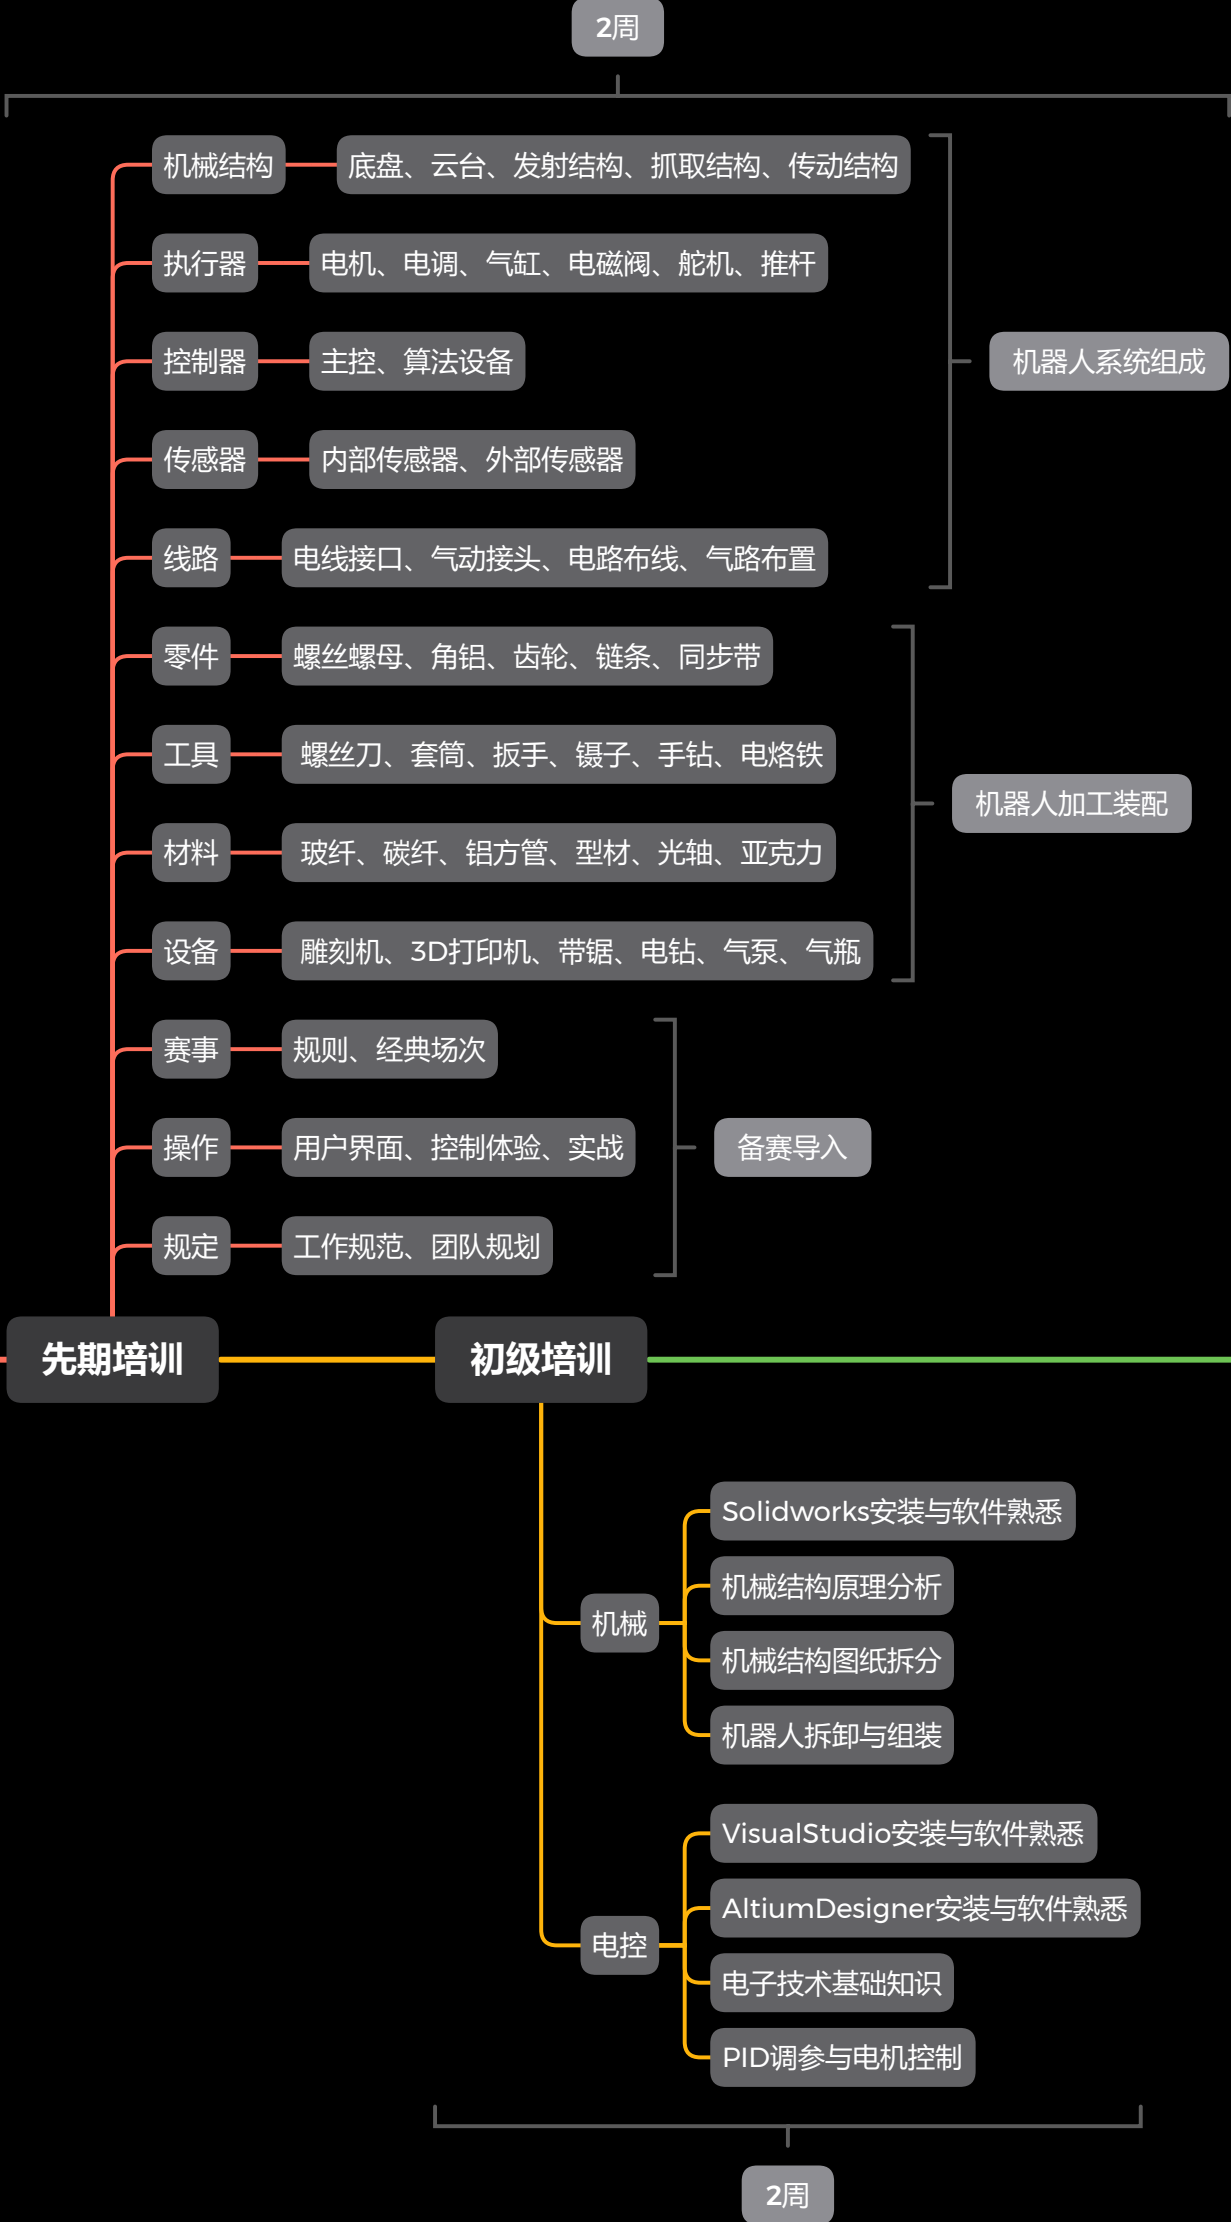 2周
机械结构
底盘、云台、发射结构、抓取结构、传动结构
执行器
电机、电调、气缸、电磁阀、舵机、推杆
控制器
主控、算法设备
机器人系统组成
传感器
内部传感器、外部传感器
线路
电线接口、气动接头、电路布线、气路布置
零件
螺丝螺母、角铝、齿轮、链条、同步带
工具
螺丝刀、套筒、扳手、镊子、手钻、电烙铁
机器人加工装配
材料
玻纤、碳纤、铝方管、型材、光轴、亚克力
设备
雕刻机、3D打印机、带锯、电钻、气泵、气瓶
赛事
规则、经典场次
操作
用户界面、控制体验、实战
备赛导入
规定
工作规范、团队规划
先期培训
初级培训
Solidworks安装与软件熟悉
机械结构原理分析
机械
机械结构图纸拆分
机器人拆卸与组装
VisualStudio安装与软件熟悉
AltiumDesigner安装与软件熟悉
电控
电子技术基础知识
PID调参与电机控制
2周